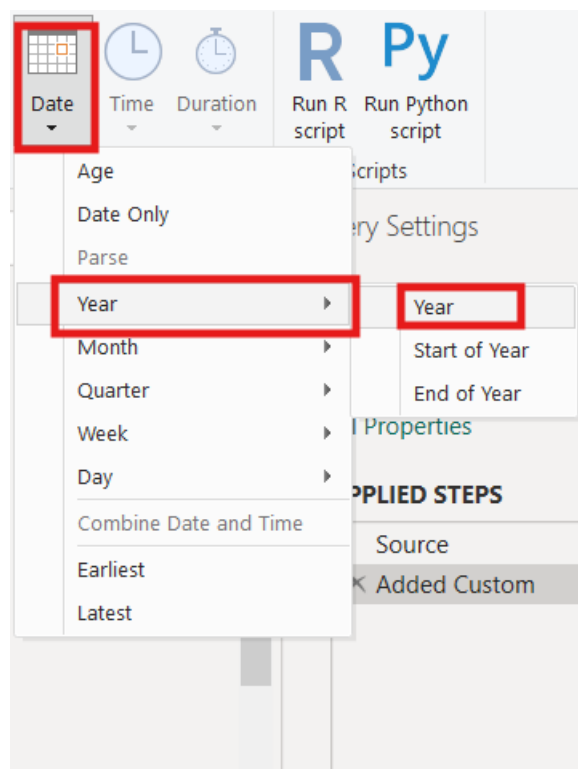 R
Py
Date
Time
Duration
Run R
script
Run Python
script
Scripts
Age
Date Only
Parse
Year
Month
Quarter
Week
Day
Combine Date and Time
Earliest
Latest
Year
Start of Year
End of Year
ery Settings
l Properties
PPLIED STEPS
Source
Added Custom